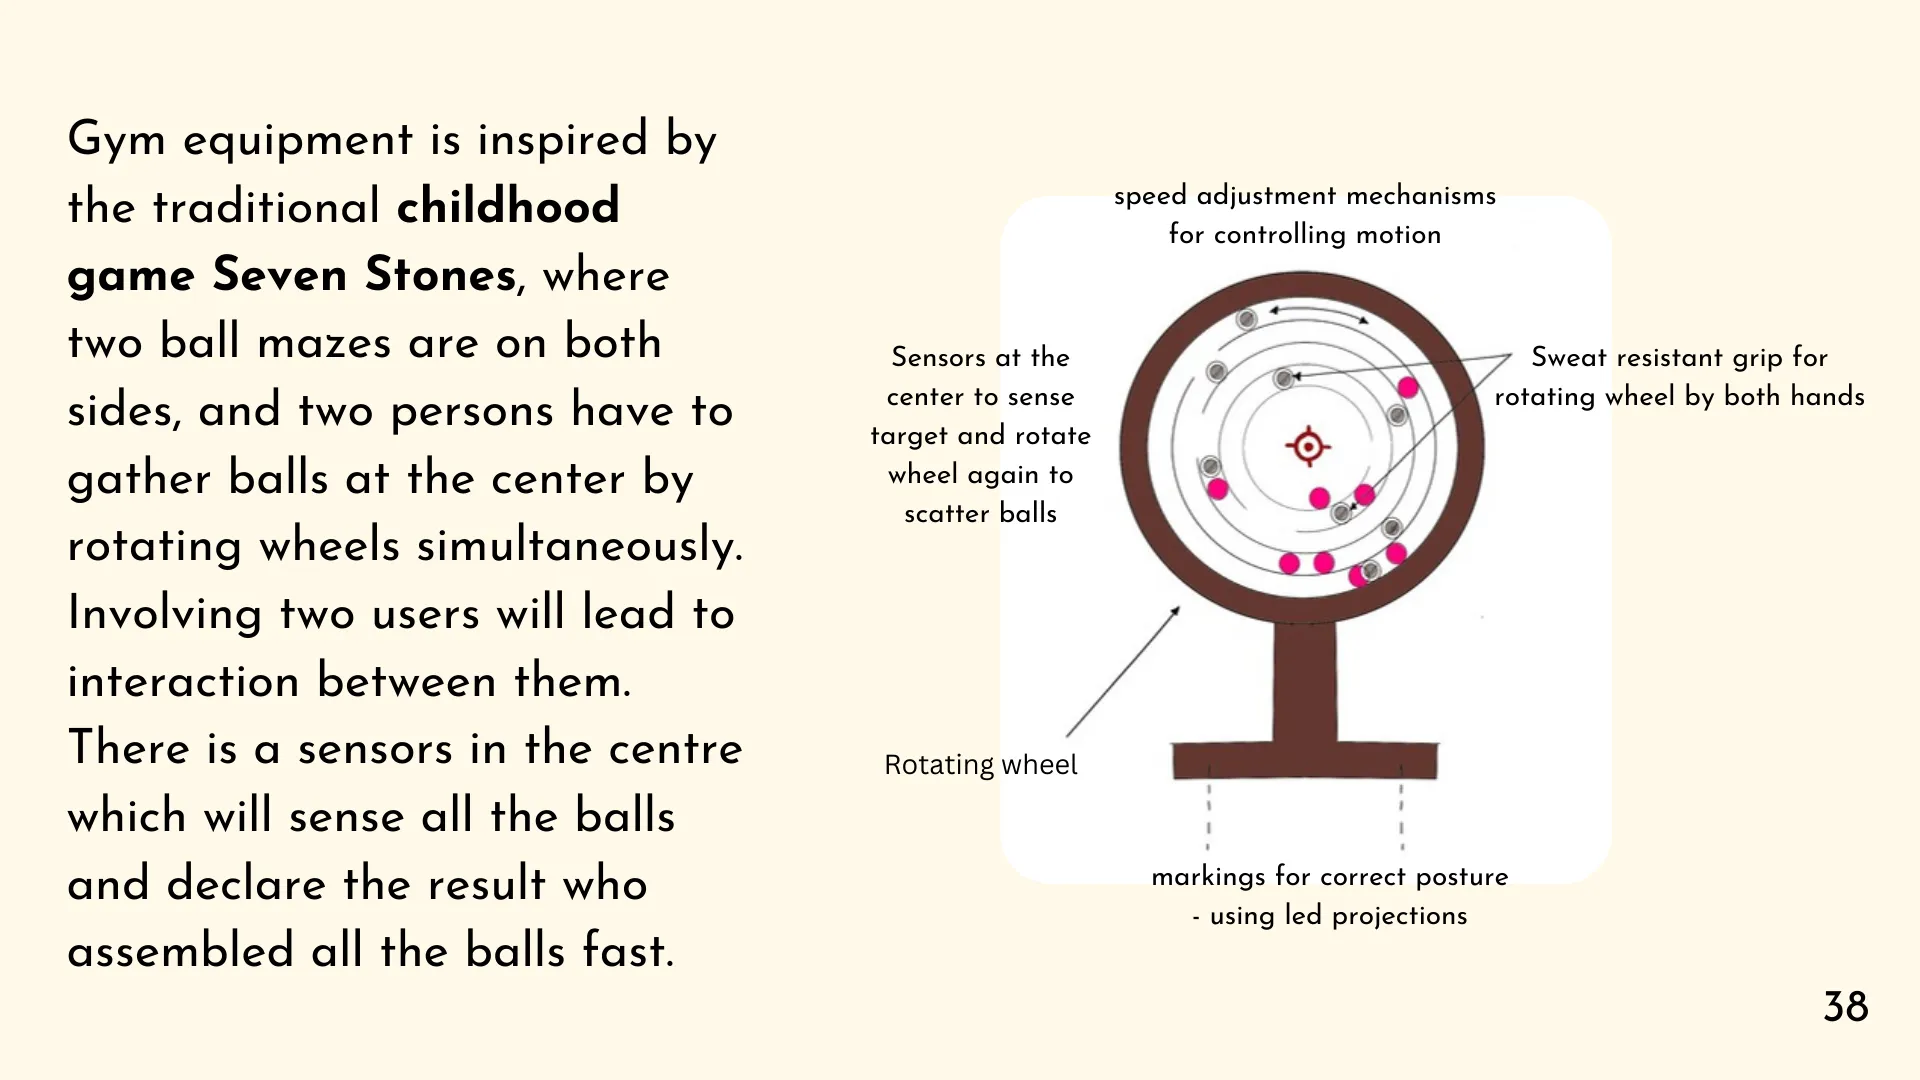 Gym equipment is inspired by
the traditional childhood
game Seven Stones, where
two ball mazes are on both
sides, and two persons have to
gather balls at the center by
rotating wheels simultaneously.
Involving two users will lead to
interaction between them.
There is a sensors in the centre
which will sense all the balls
and declare the result who
assembled all the balls fast.
speed adjustment mechanisms
for controlling motion
Sensors at the
center to sense
target and rotate
wheel again to
scatter balls
Sweat resistant grip for
rotating wheel by both hands
Rotating wheel
markings for correct posture
- using led projections
38